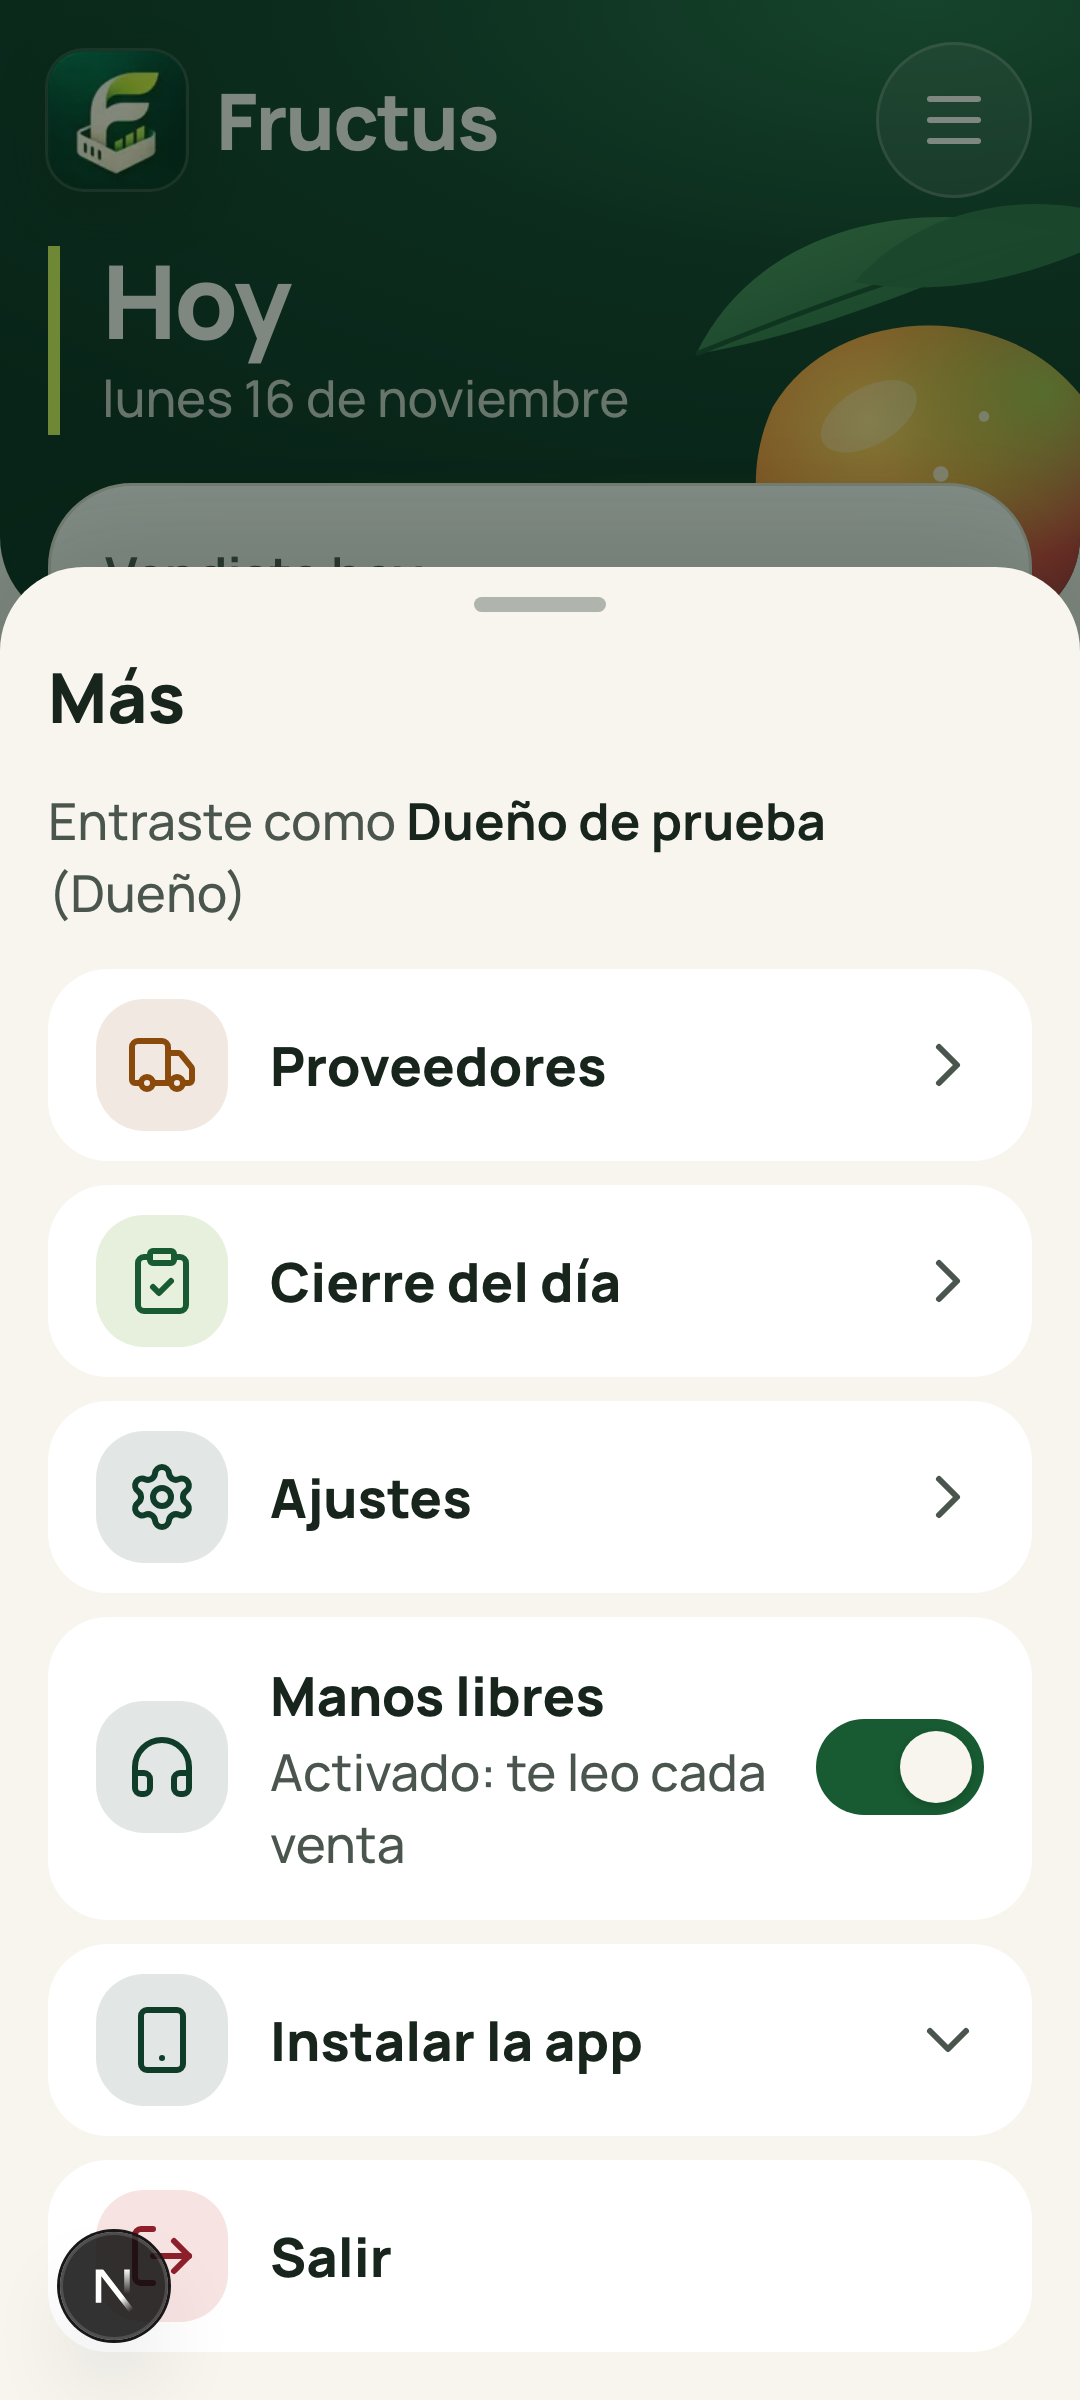 Fructus
Hoy
lunes 16 de noviembre
Más
Entraste como Dueño de prueba
(Dueño)
Proveedores
Cierre del día
Ajustes
Manos libres
Activado: te leo cada
venta
Instalar la app
Salir
N